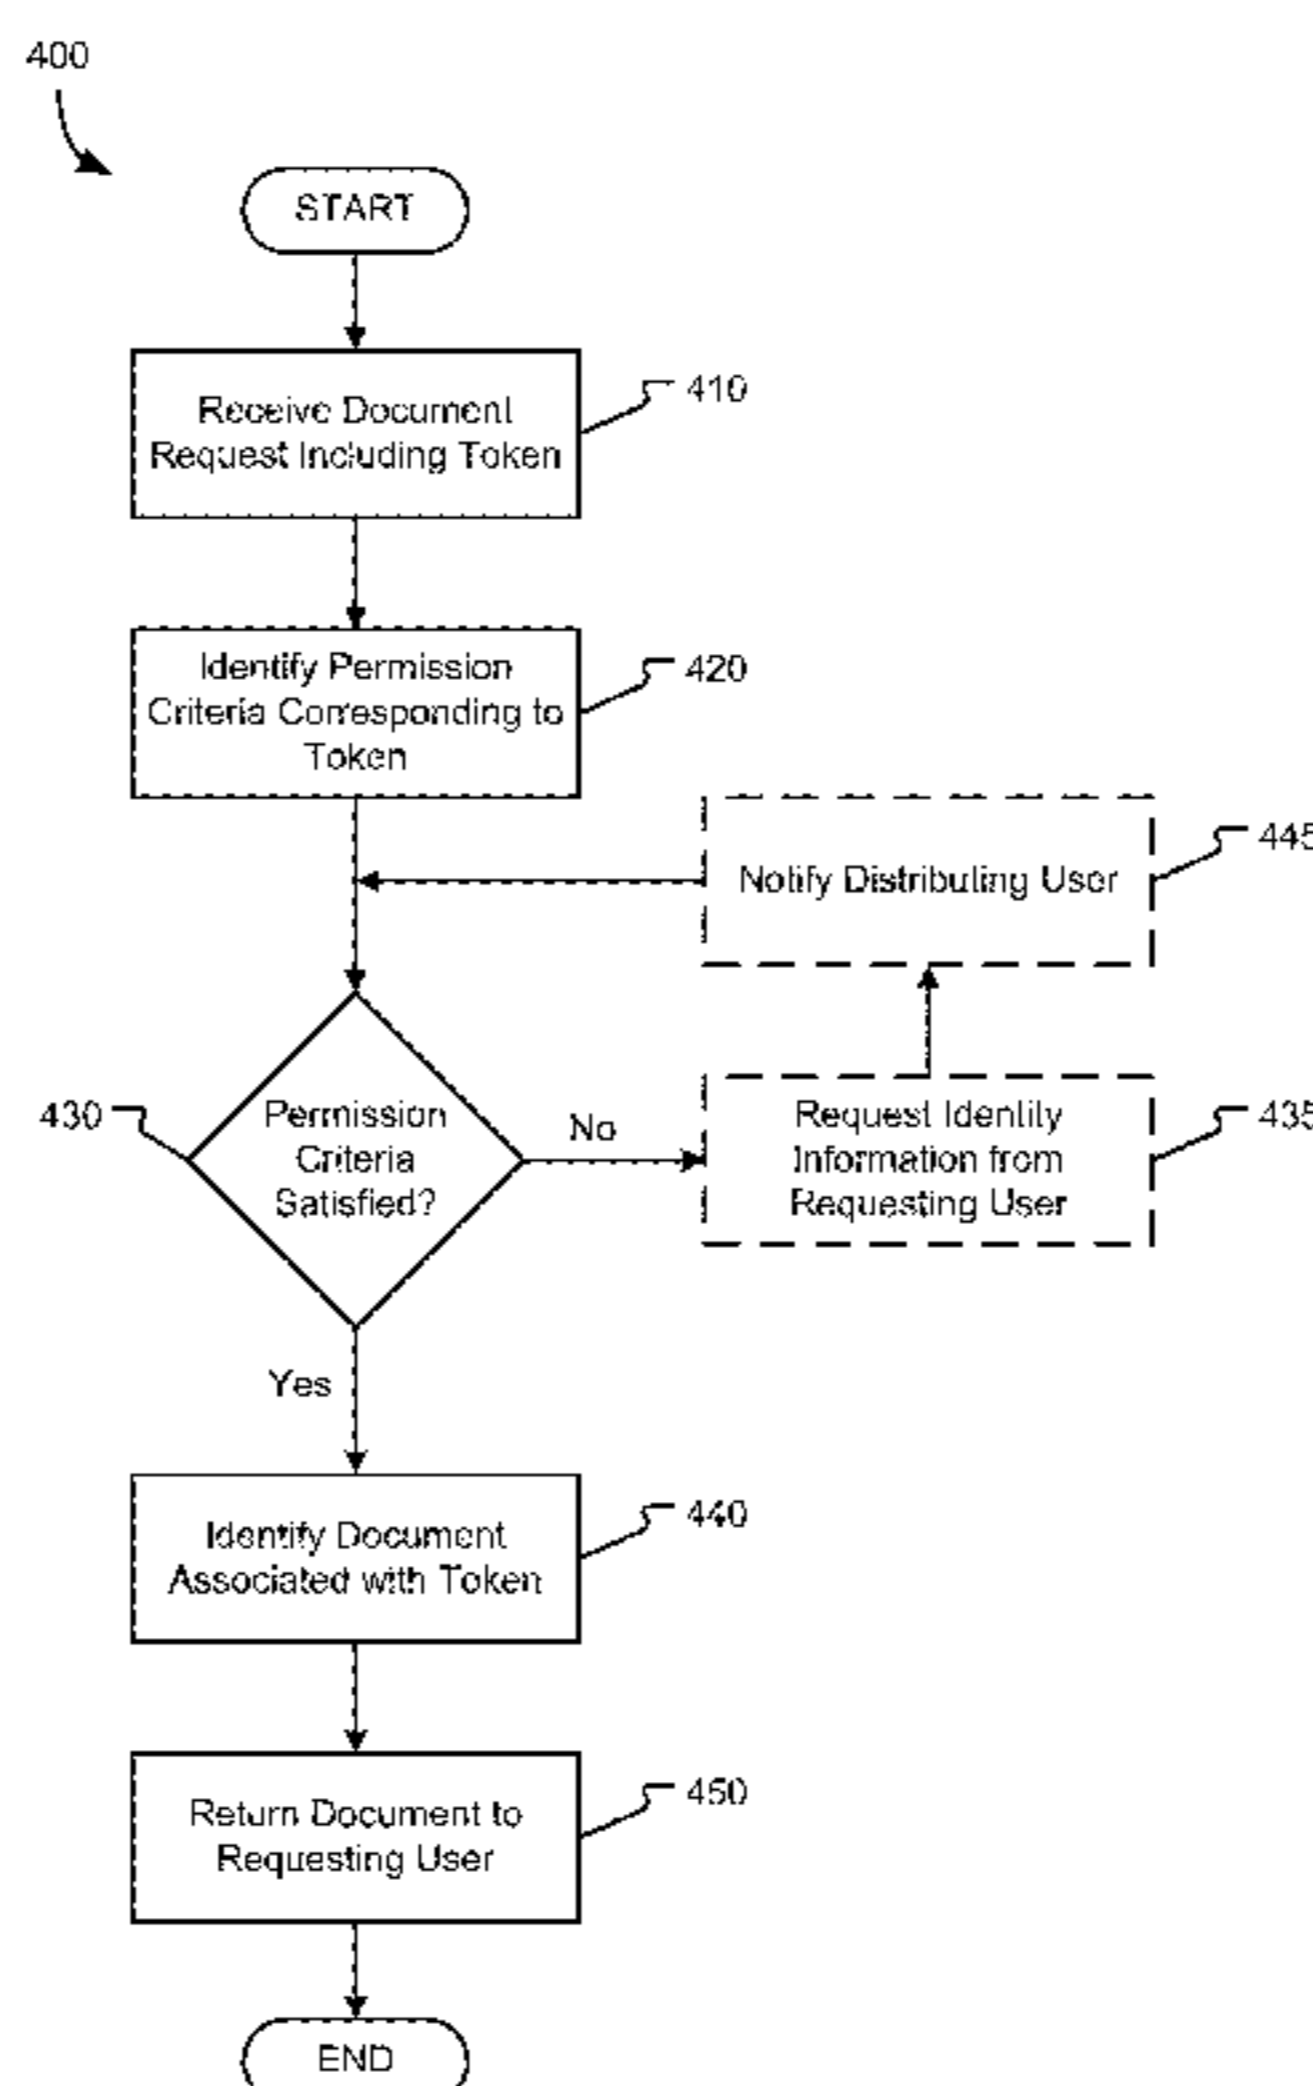 400
START
Receive Document
Request Including Token
410
Identify Permission
Criteria Corresponding to
Token
420
Notify Distributing User
445
Permission
Criteria
Satisfied?
430
No
Request Identity
Information from
Requesting User
435
Yes
Identify Document
Associated with Token
440
Return Document to
Requesting User
450
END